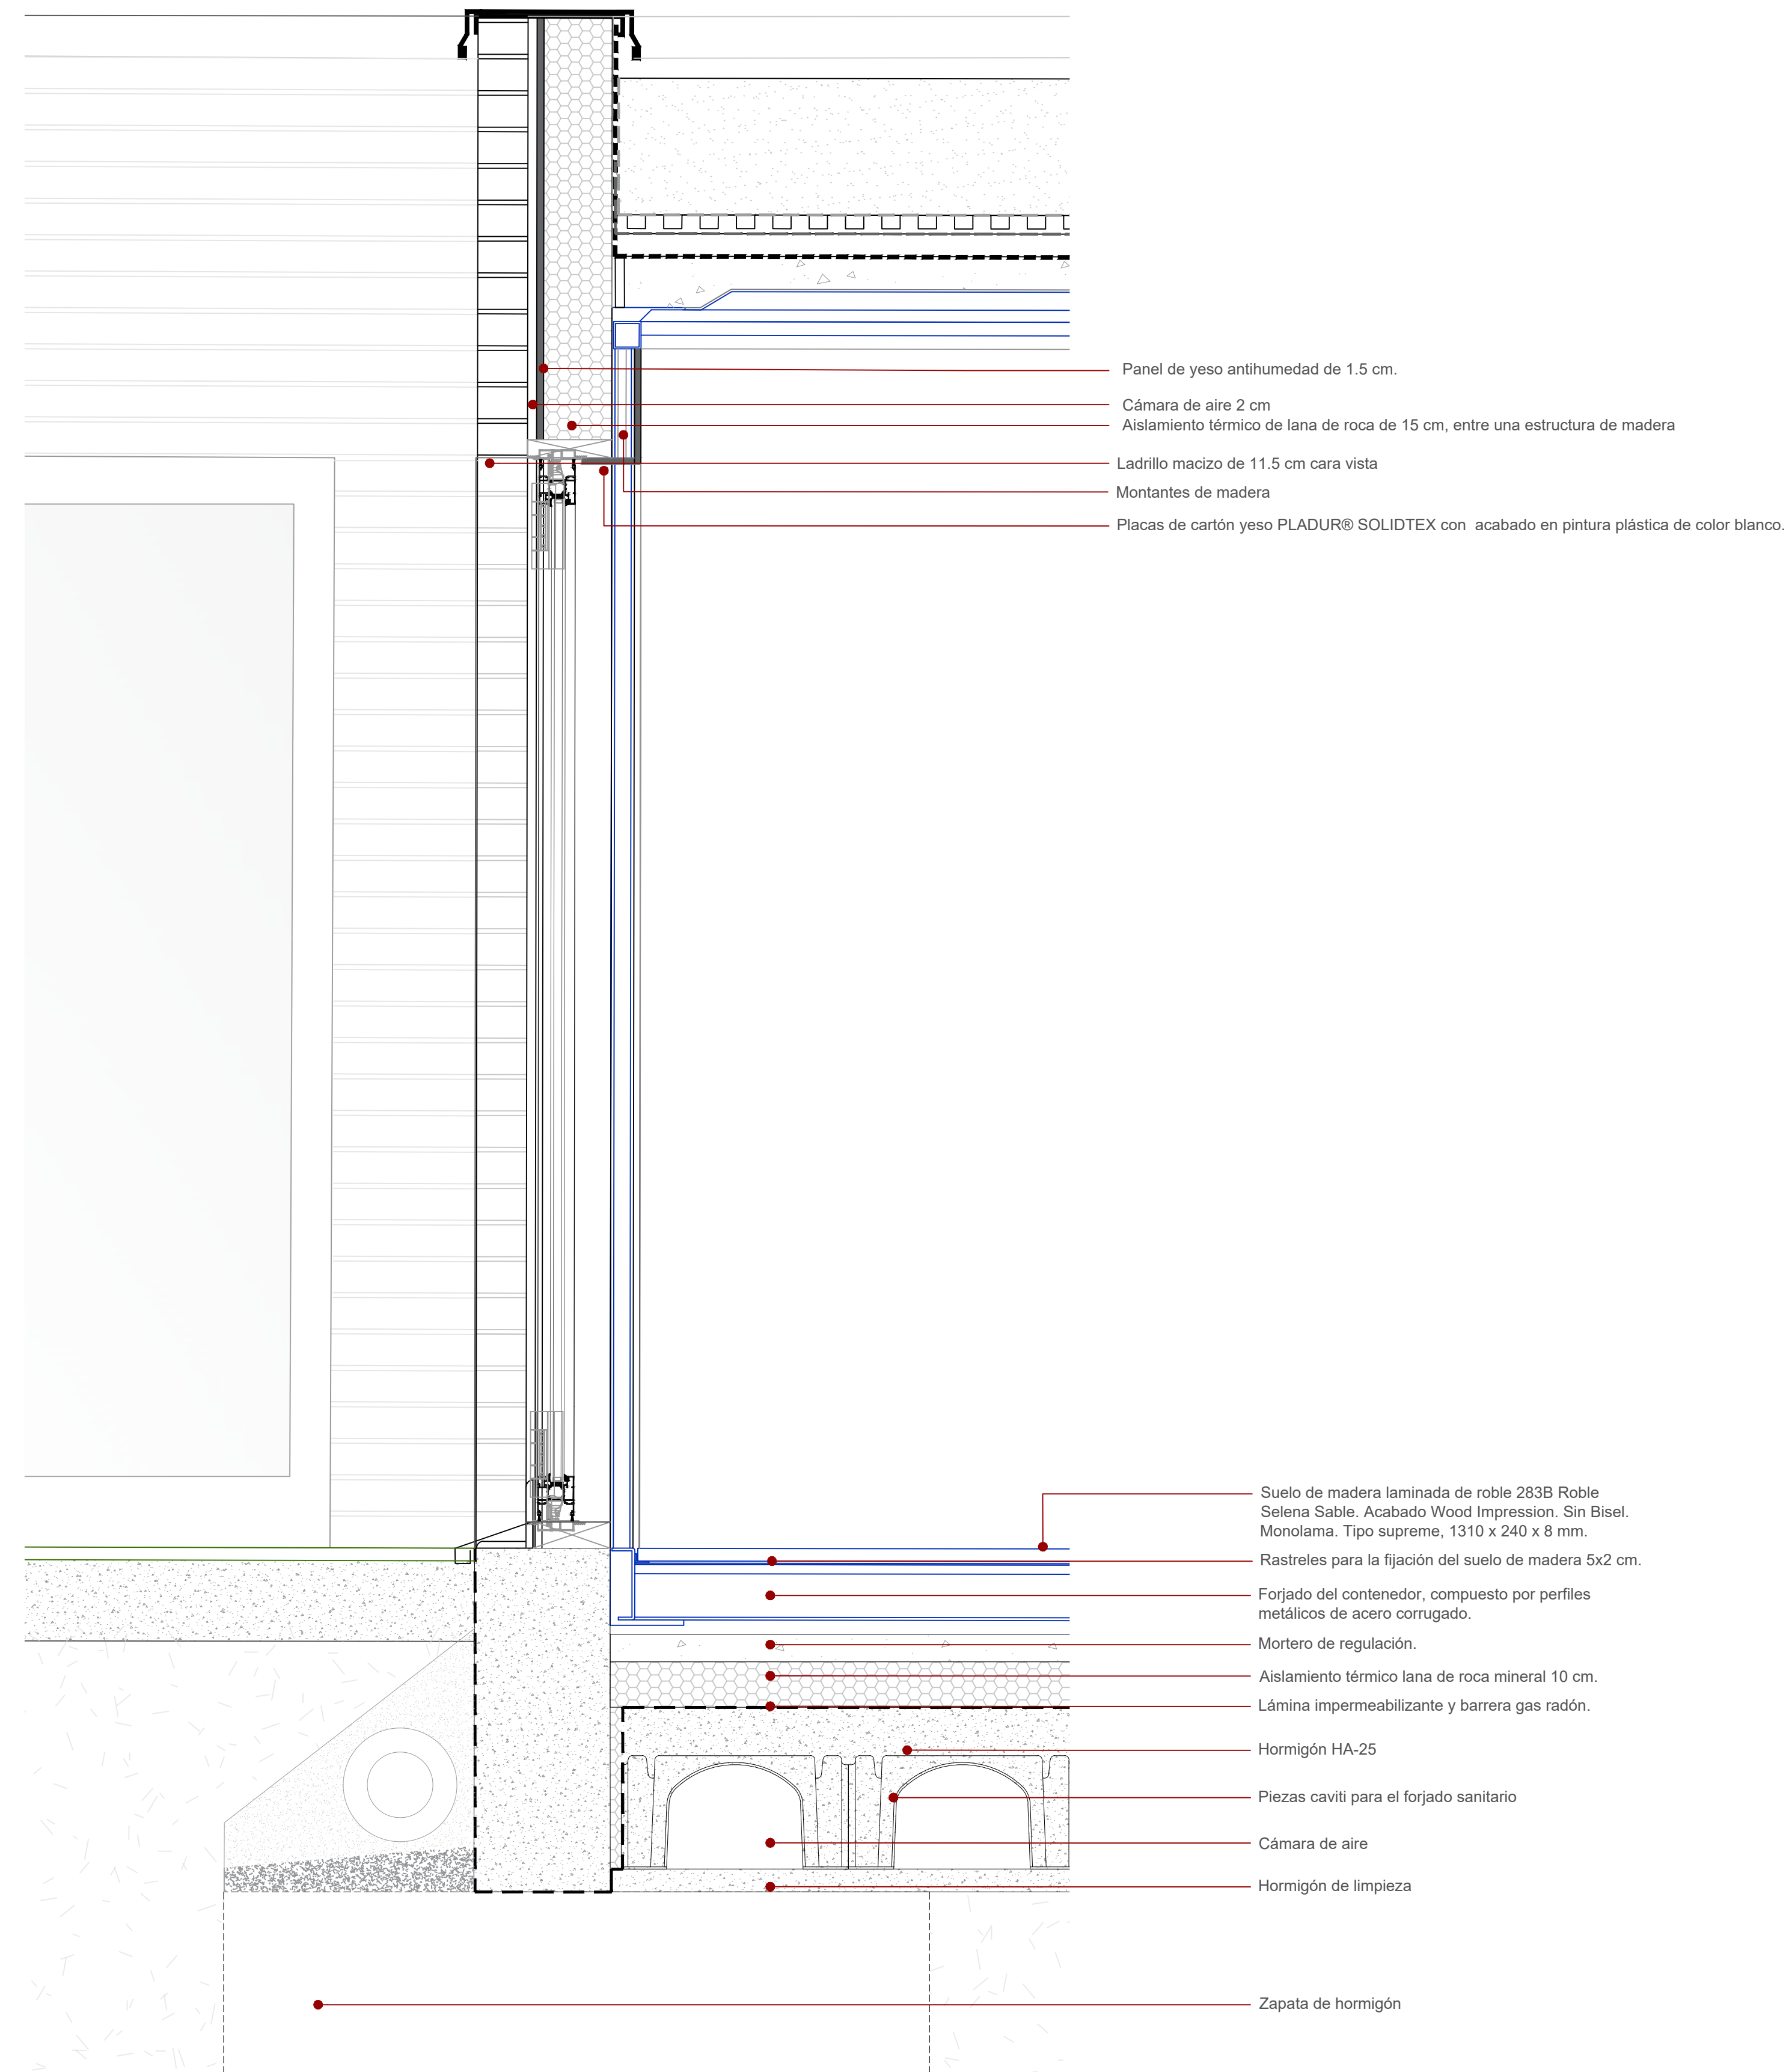 Panel de yeso antihumedad de 1.5 cm.
Cámara de aire 2 cm
Aislamiento térmico de lana de roca de 15 cm, entre una estructura de madera
Ladrillo macizo de 11.5 cm cara vista
Montantes de madera
Placas de cartón yeso PLADUR® SOLIDTEX con acabado en pintura plástica de color blanco.
Suelo de madera laminada de roble 283B Roble
Selena Sable. Acabado Wood Impression. Sin Bisel.
Monolama. Tipo supreme, 1310 x 240 x 8 mm.
Rastreles para la fijación del suelo de madera 5x2 cm.
Forjado del contenedor, compuesto por perfiles
metálicos de acero corrugado.
Mortero de regulación.
Aislamiento térmico lana de roca mineral 10 cm.
Lámina impermeabilizante y barrera gas radón.
Hormigón HA-25
Piezas caviti para el forjado sanitario
Cámara de aire
Hormigón de limpieza
Zapata de hormigón